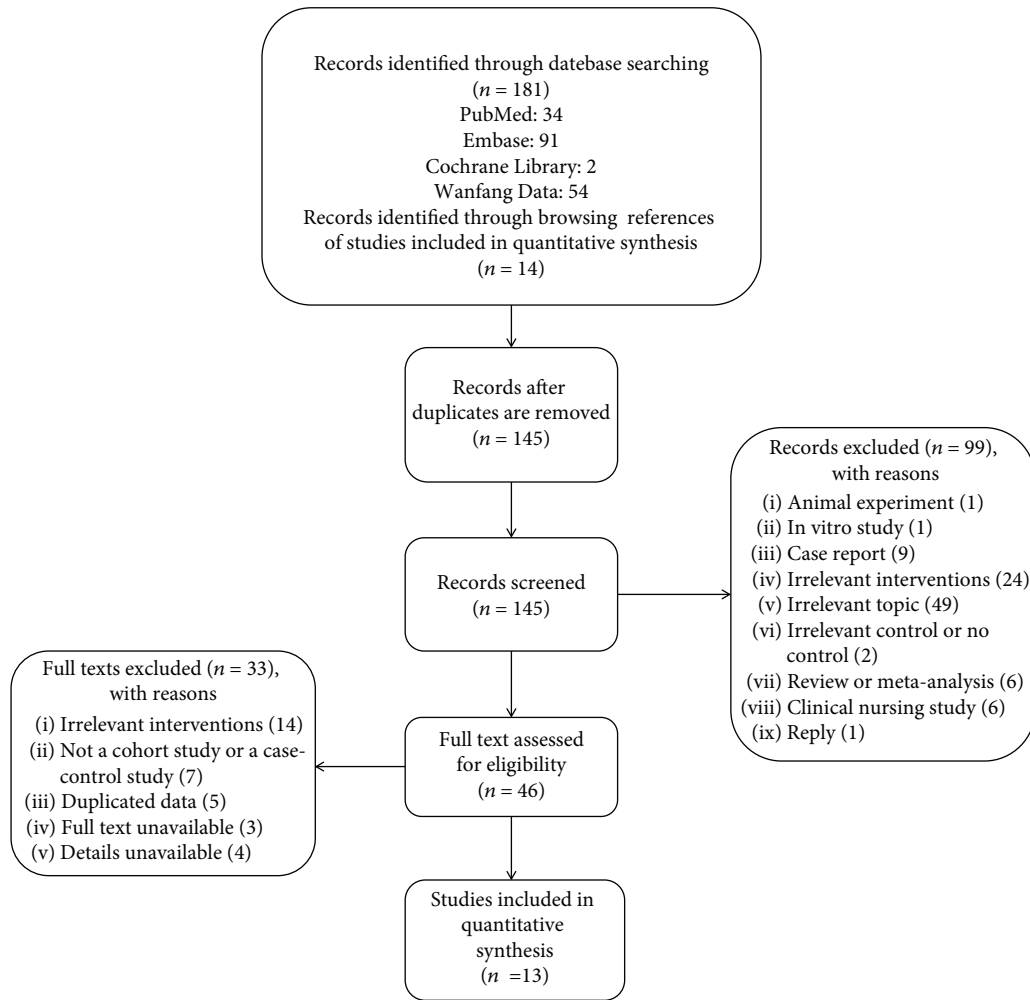 Records identified through datebase searching
(n = 181)
PubMed: 34
Embase: 91
Cochrane Library: 2
Wanfang Data: 54
Records identified through browsing references
of studies included in quantitative synthesis
(n = 14)
Records after
duplicates are removed
(n = 145)
Records screened
(n = 145)
Records excluded (n = 99),
with reasons
(i) Animal experiment (1)
(ii) In vitro study (1)
(iii) Case report (9)
(iv) Irrelevant interventions (24)
(v) Irrelevant topic (49)
(vi) Irrelevant control or no
control (2)
(vii) Review or meta-analysis (6)
(viii) Clinical nursing study (6)
(ix) Reply (1)
Full text assessed
for eligibility
(n = 46)
Full texts excluded (n = 33),
with reasons
(i) Irrelevant interventions (14)
(ii) Not a cohort study or a case-
control study (7)
(iii) Duplicated data (5)
(iv) Full text unavailable (3)
(v) Details unavailable (4)
Studies included in
quantitative
synthesis
(n =13)